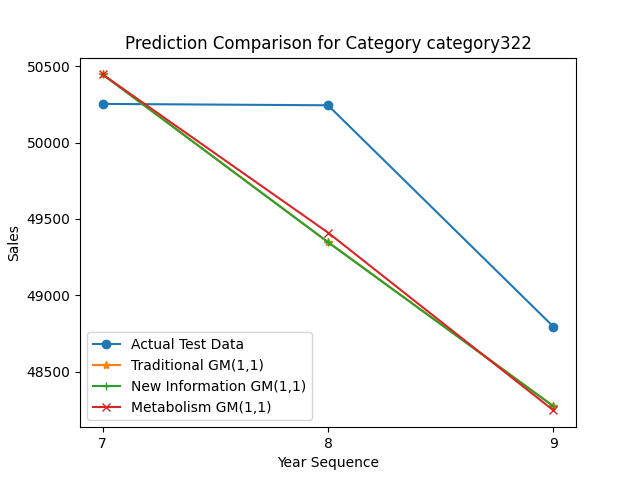 Prediction Comparison for Category category322
Sales
50500
50000
49500
49000
48500
Actual Test Data
Traditional GM(1,1)
New Information GM(1,1)
Metabolism GM(1,1)
7
8
9
Year Sequence